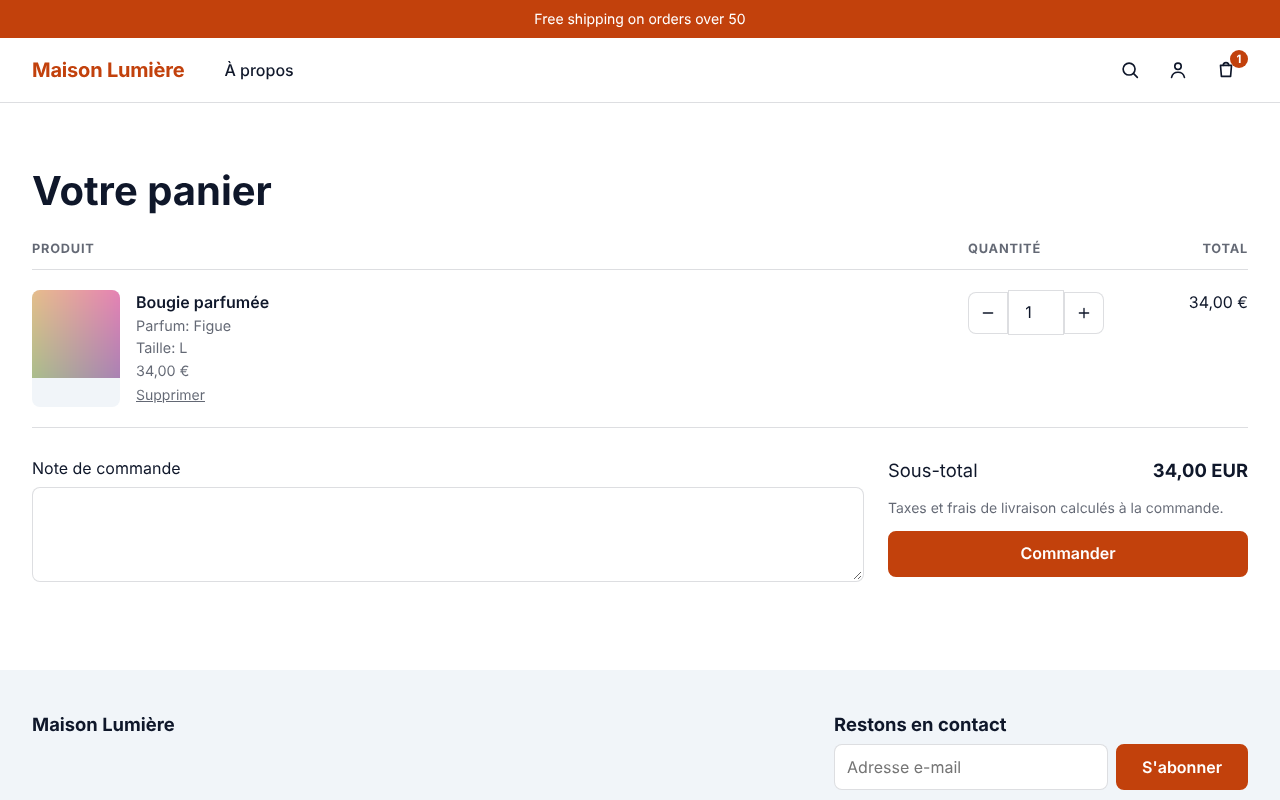 Free shipping on orders over 50
Maison Lumière
À propos
1
Votre panier
PRODUIT
QUANTITÉ
TOTAL
Bougie parfumée
Parfum: Figue
Taille: L
34,00 €
Supprimer
1
34,00 €
Note de commande
Sous-total
34,00 EUR
Taxes et frais de livraison calculés à la commande.
Commander
Maison Lumière
Restons en contact
Adresse e-mail
S'abonner